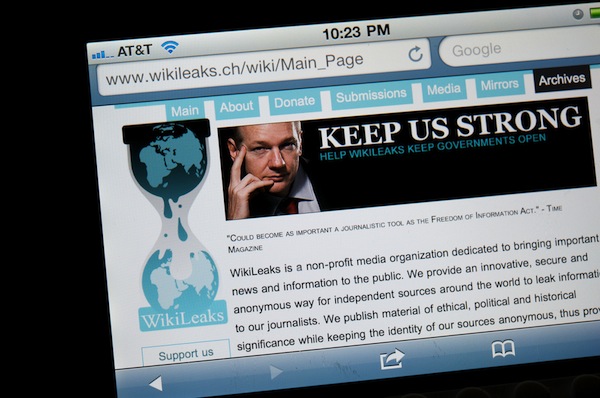 AT&T 10:23 PM
www.wikileaks.ch/wiki/Main_Page Google
Main About Donate Submissions Media Mirrors Archives
KEEP US STRONG
HELP WIKILEAKS KEEP GOVERNMENTS OPEN
"COULD BECOME AS IMPORTANT A JOURNALISTIC TOOL AS THE FREEDOM OF INFORMATION ACT." - TIME
MAGAZINE
WikiLeaks is a non-profit media organization dedicated to bringing important
news and information to the public. We provide an innovative, secure and
anonymous way for independent sources around the world to leak informati
to our journalists. We publish material of ethical, political and historical
significance while keeping the identity of our sources anonymous, thus prov
WikiLeaks
Support us